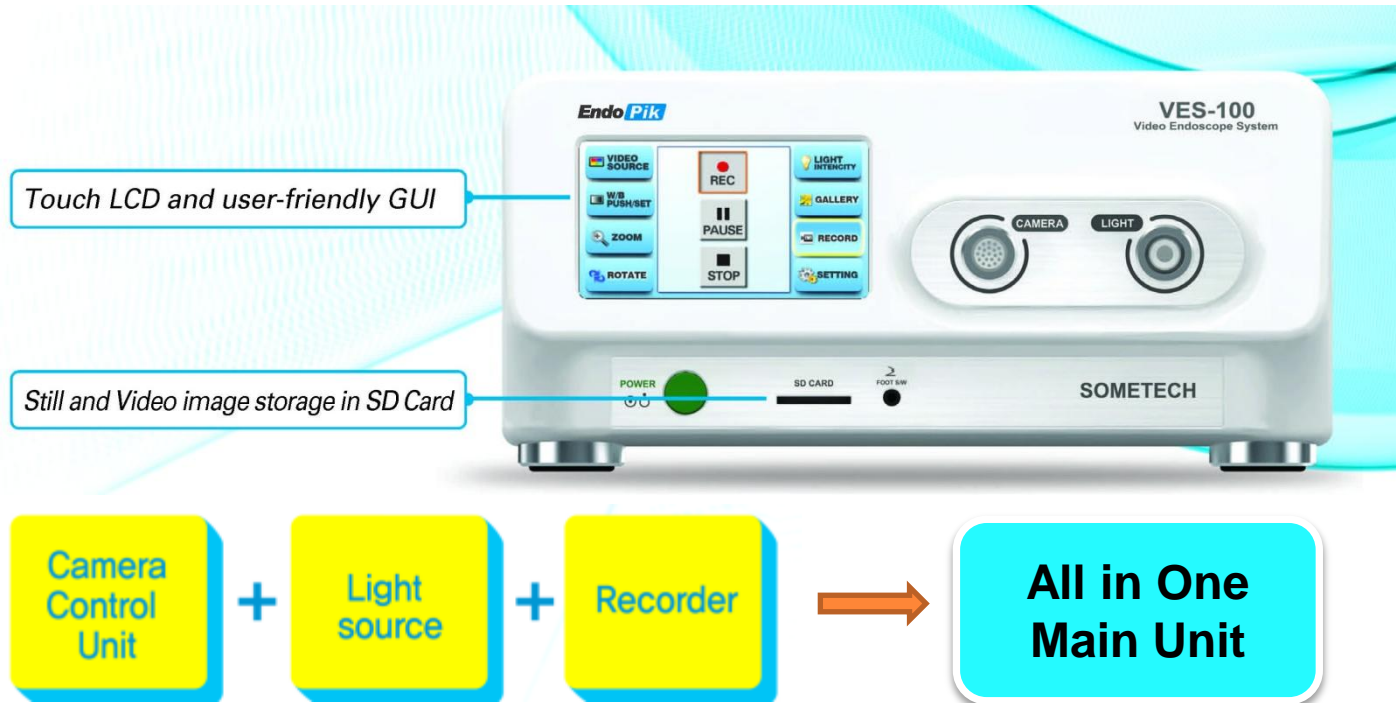 EndoPik
VES-100
Video Endoscope System
VIDEO
SOURCE
W/B
PUSH/SET
ZOOM
ROTATE
REC
PAUSE
STOP
LIGHT
INTENCITY
GALLERY
RECORD
SETTING
CAMERA
LIGHT
Touch LCD and user-friendly GUI
Still and Video image storage in SD Card
POWER
SD CARD
FOOT S/W
SOMETECH
Camera
Control
Unit
+
Light
source
+
Recorder
All in One
Main Unit